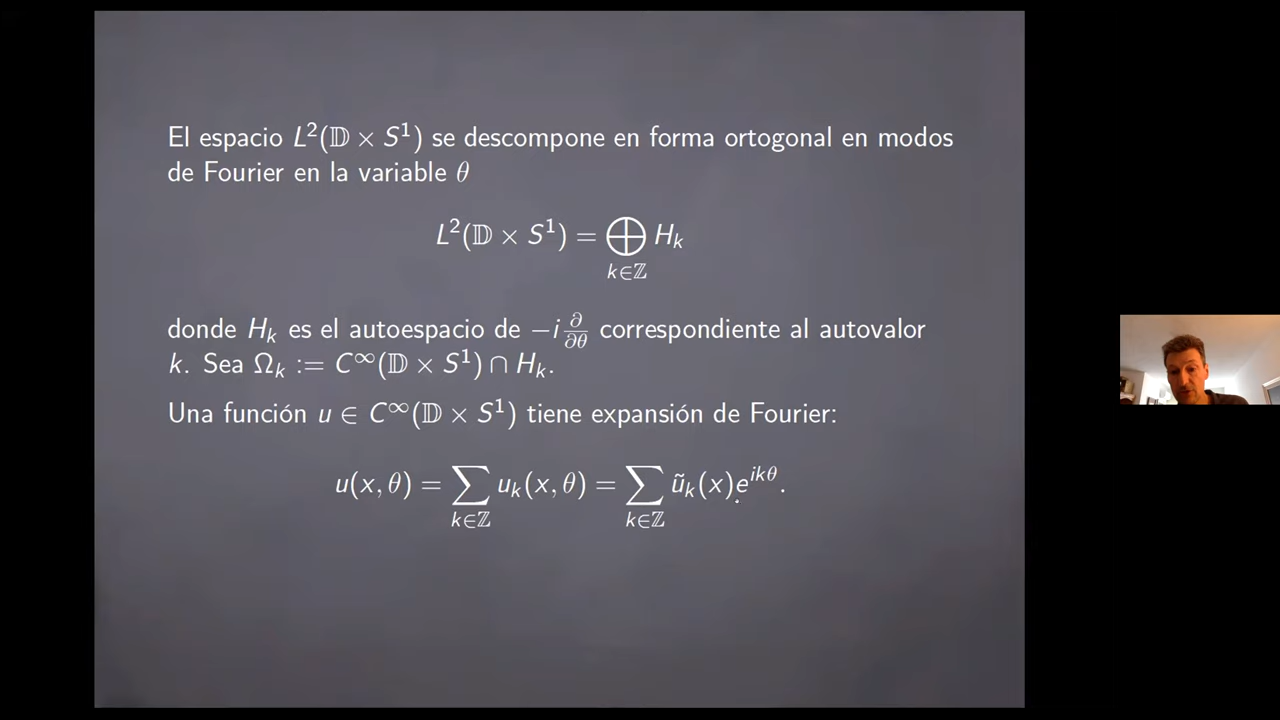 El espacio L²(𝔻 × S¹) se descompone en forma ortogonal en modos
de Fourier en la variable θ
L²(𝔻 × S¹) = ⨁_{k∈ℤ} H_k
donde H_k es el autoespacio de −i ∂/∂θ correspondiente al autovalor
k. Sea Ω_k := C^∞(𝔻 × S¹) ∩ H_k.
Una función u ∈ C^∞(𝔻 × S¹) tiene expansión de Fourier:
u(x, θ) = ∑_{k∈ℤ} u_k(x, θ) = ∑_{k∈ℤ} ũ_k(x)e^{ikθ}.